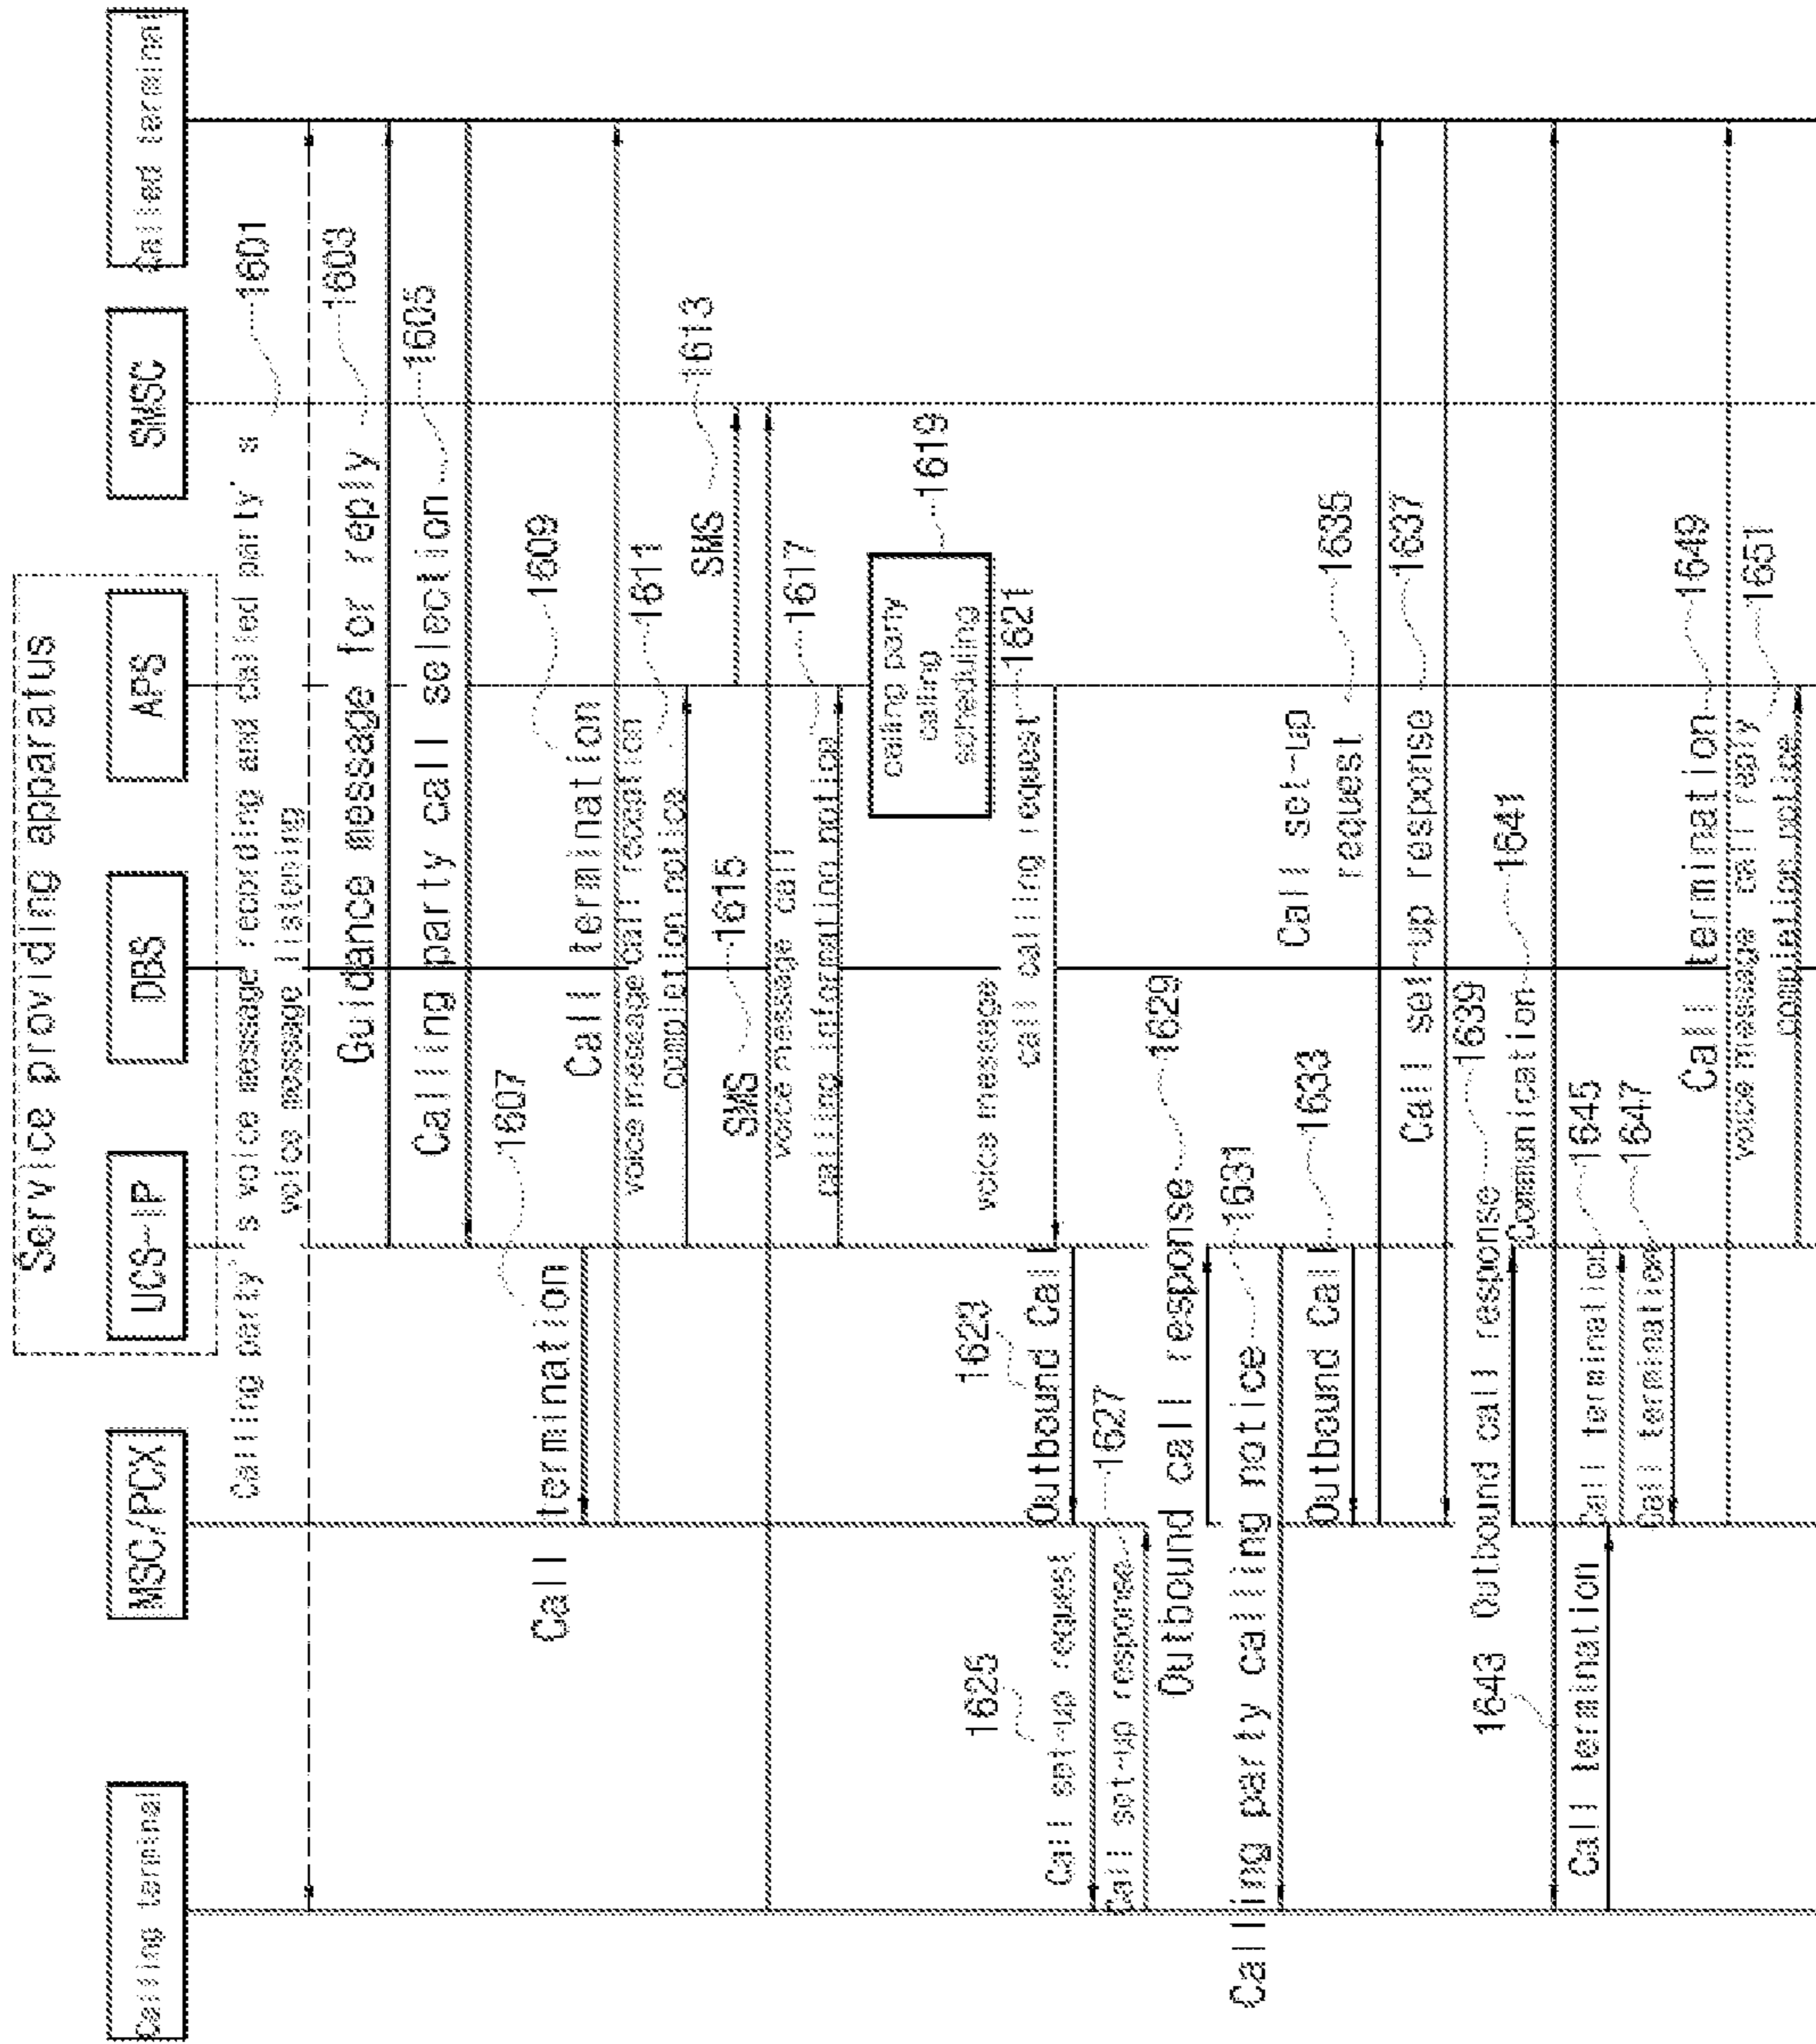 Service providing apparatus
Calling terminal
MSC/PCX
UCS-IP
DBS
APS
SMSC
Called terminal
Calling party's voice message recording and called party's
voice message listening
1601
Guidance message for reply
1603
Calling party call selection
1605
1607
Call termination
1609
Call termination
voice message call reception
completion notice
1611
SMS
1613
SMS
1615
voice message call
calling information notice
1617
calling party
calling
scheduling
1619
voice message
call calling request
1621
1623
Outbound Call
1625
Call set-up request
1627
Call set-up response
1629
Outbound call response
1631
Calling party calling notice
1633
Outbound Call
Call set-up
request
1635
Call set-up response
1637
1639
Outbound call response
1641
Communication
1643
Call termination
1645
Call termination
1647
Call termination
Call termination
1649
voice message call reply
completion notice
1651